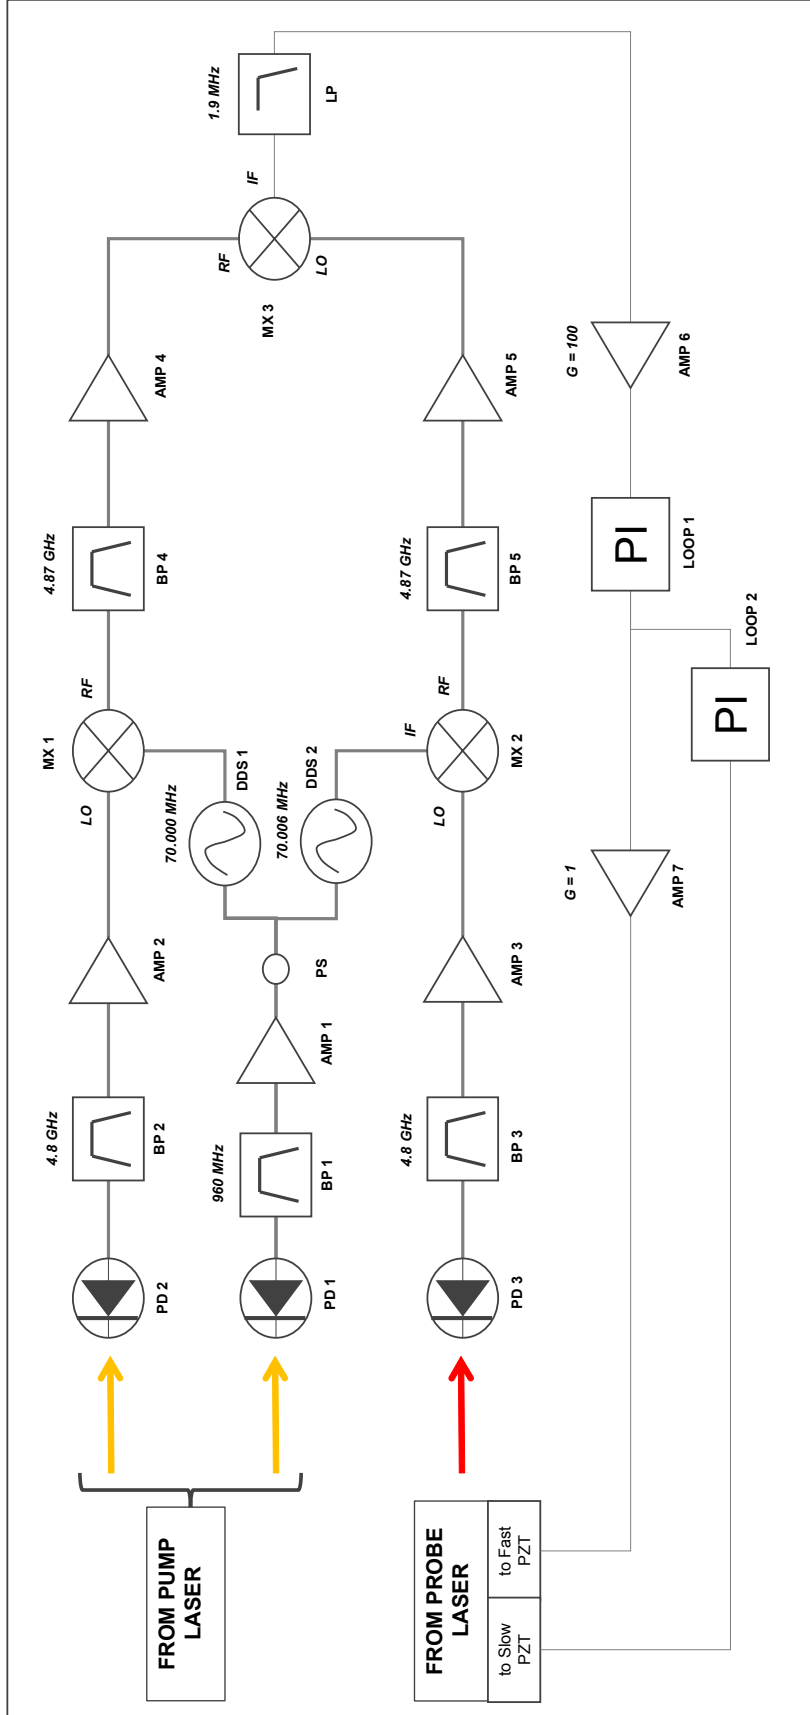 FROM PUMP
LASER
PD 2
4.8 GHz
BP 2
AMP 2
LO
MX 1
RF
4.87 GHz
BP 4
AMP 4
RF
PD 1
960 MHz
BP 1
AMP 1
PS
70.000 MHz
DDS 1
70.006 MHz
DDS 2
MX 3
LO
IF
1.9 MHz
LP
FROM PROBE
LASER
to Slow
PZT
to Fast
PZT
PD 3
4.8 GHz
BP 3
AMP 3
LO
IF
MX 2
RF
4.87 GHz
BP 5
AMP 5
G = 1
AMP 7
PI
LOOP 1
G = 100
AMP 6
PI
LOOP 2